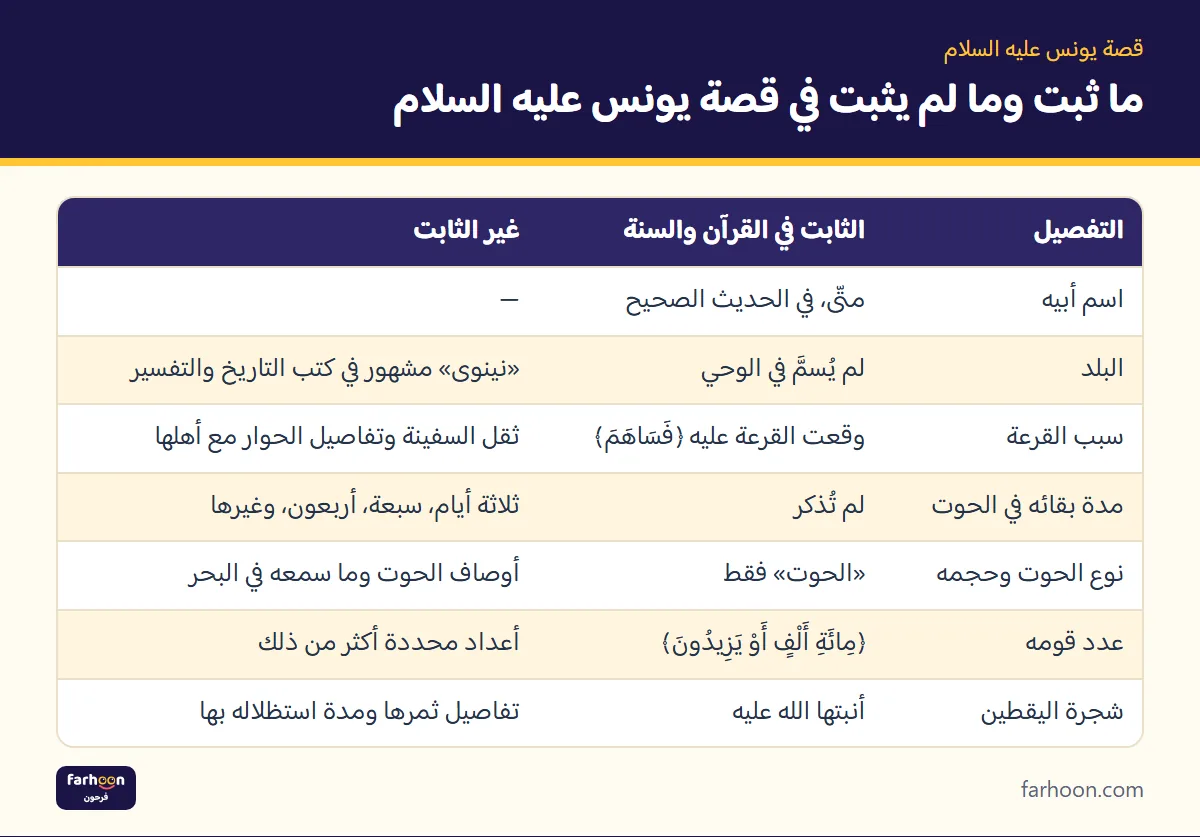 قصة يونس عليه السلام
ما ثبت وما لم يثبت في قصة يونس عليه السلام
التفصيل الثابت في القرآن والسنة غير الثابت
اسم أبيه متّى، في الحديث الصحيح —
البلد لم يُسمَّ في الوحي «نينوى» مشهور في كتب التاريخ والتفسير
سبب القرعة وقعت القرعة عليه ﴿فَسَاهَمَ﴾ ثقل السفينة وتفاصيل الحوار مع أهلها
مدة بقائه في الحوت لم تُذكر ثلاثة أيام، سبعة، أربعون، وغيرها
نوع الحوت وحجمه «الحوت» فقط أوصاف الحوت وما سمعه في البحر
عدد قومه ﴿مِائَةِ أَلْفٍ أَوْ يَزِيدُونَ﴾ أعداد محددة أكثر من ذلك
شجرة اليقطين أنبتها الله عليه تفاصيل ثمرها ومدة استظلاله بها
farhoon.com
farhoon
فرحون